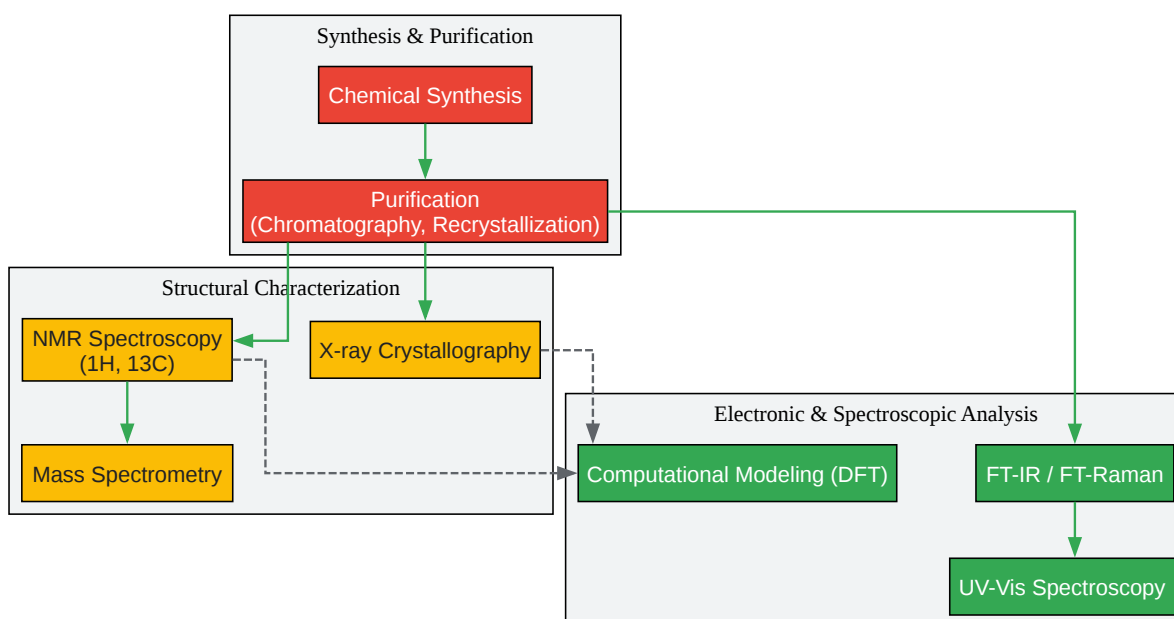 Synthesis & Purification
Chemical Synthesis
Purification
(Chromatography, Recrystallization)
Structural Characterization
NMR Spectroscopy
(1H, 13C)
X-ray Crystallography
Mass Spectrometry
Electronic & Spectroscopic Analysis
Computational Modeling (DFT)
FT-IR / FT-Raman
UV-Vis Spectroscopy